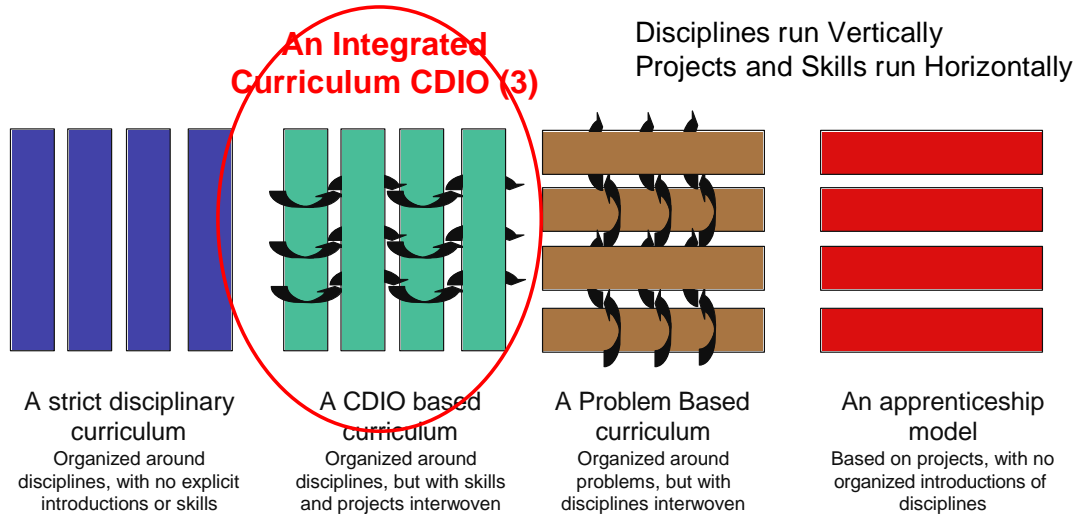 An Integrated
Curriculum CDIO (3)
Disciplines run Vertically
Projects and Skills run Horizontally
A strict disciplinary
curriculum
Organized around
disciplines, with no explicit
introductions or skills
A CDIO based
curriculum
Organized around
disciplines, but with skills
and projects interwoven
A Problem Based
curriculum
Organized around
problems, but with
disciplines interwoven
An apprenticeship
model
Based on projects, with no
organized introductions of
disciplines